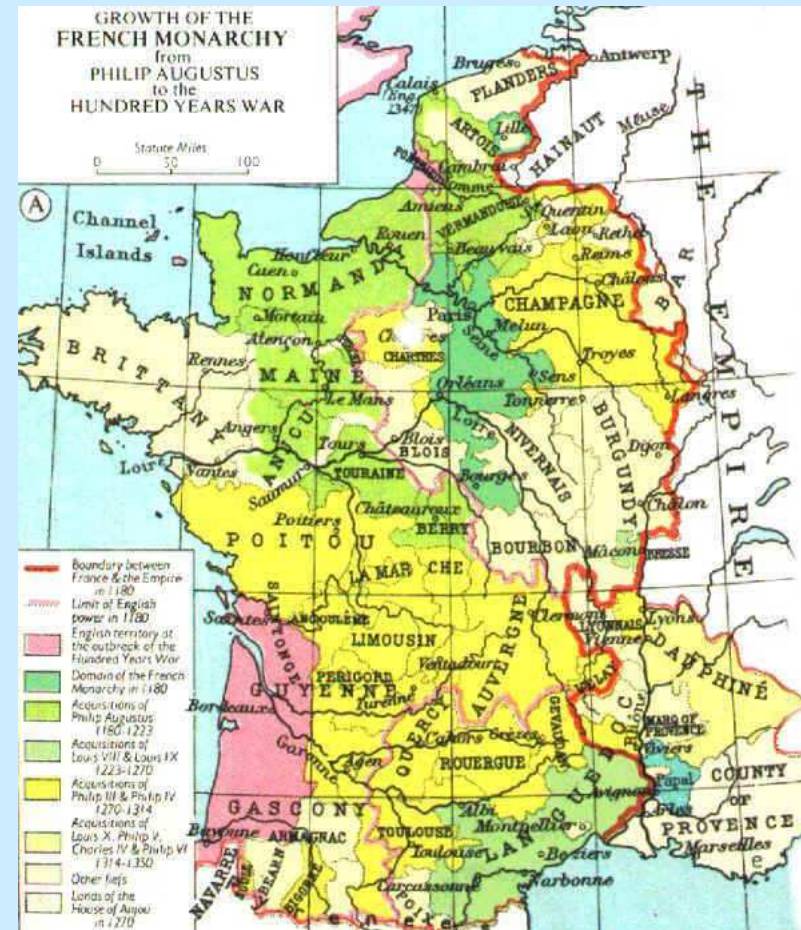 GROWTH OF THE
FRENCH MONARCHY
from
PHILIP AUGUSTUS
to the
HUNDRED YEARS WAR
Statute Miles
0 50 100
A
Channel
Islands
Bruges
Antwerp
FLANDERS
Calais
Eng.
1347
ARTOIS
Lille
HAINAUT
Meuse
THE EMPIRE
Cambrai
Somme
Amiens
VERMANDOIS
Quentin
Laon
Rethel
Rouen
Beauvais
Reims
Honfleur
Caen
NORMANDY
Châlons
BAR
Paris
CHAMPAGNE
Mortain
Melun
Seine
Alençon
CHARTRES
Troyes
BRITTANY
Rennes
MAINE
Sens
Orléans
Langres
Le Mans
Tonnerre
ANJOU
Angers
Loire
Blois
BLOIS
NIVERNAIS
BURGUNDY
Dijon
Tours
Loire
Nantes
TOURAINE
Saumur
Bourges
Châteauroux
Châlon
POITOU
Poitiers
BERRY
BOURBON
Mâcon
BRESSE
LA MARCHE
Saintes
SAINTONGE
ANGOULÊME
Clermont
LYONNAIS
Lyons
Vienne
LIMOUSIN
AUVERGNE
DAUPHINÉ
PERIGORD
Ventadour
VELAY
GUYENNE
Turenne
Bordeaux
QUERCY
GEVAUDAN
Rhône
MARQ OF
PROVENCE
Viviers
Garonne
Cahors
Agen
ROUERGUE
Papal
COUNTY
Avignon
OF
GASCONY
Albi
LANGUEDOC
PROVENCE
Montpellier
Bayonne
ARMAGNAC
TOULOUSE
Toulouse
Beziers
Marseilles
NAVARRE
BEARN
BIGORRE
Carcassonne
Narbonne
FOIX
Boundary between
France & the Empire
in 1180
Limit of English
power in 1180
English territory at
the outbreak of the
Hundred Years War
Domain of the French
Monarchy in 1180
Acquisitions of
Philip Augustus
1180-1223
Acquisitions of
Louis VIII & Louis IX
1223-1270
Acquisitions of
Philip III & Philip IV
1270-1314
Acquisitions of
Louis X, Philip V,
Charles IV & Philip VI
1314-1350
Other fiefs
Lands of the
House of Anjou
in 1270